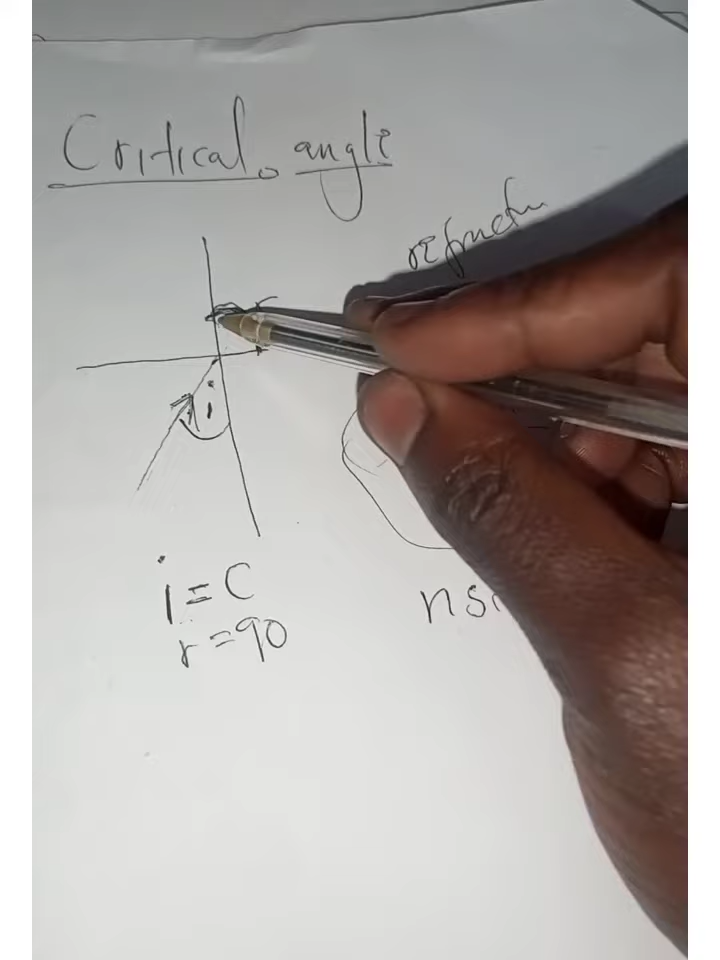 Critical angle
r
i
i = C
r = 90